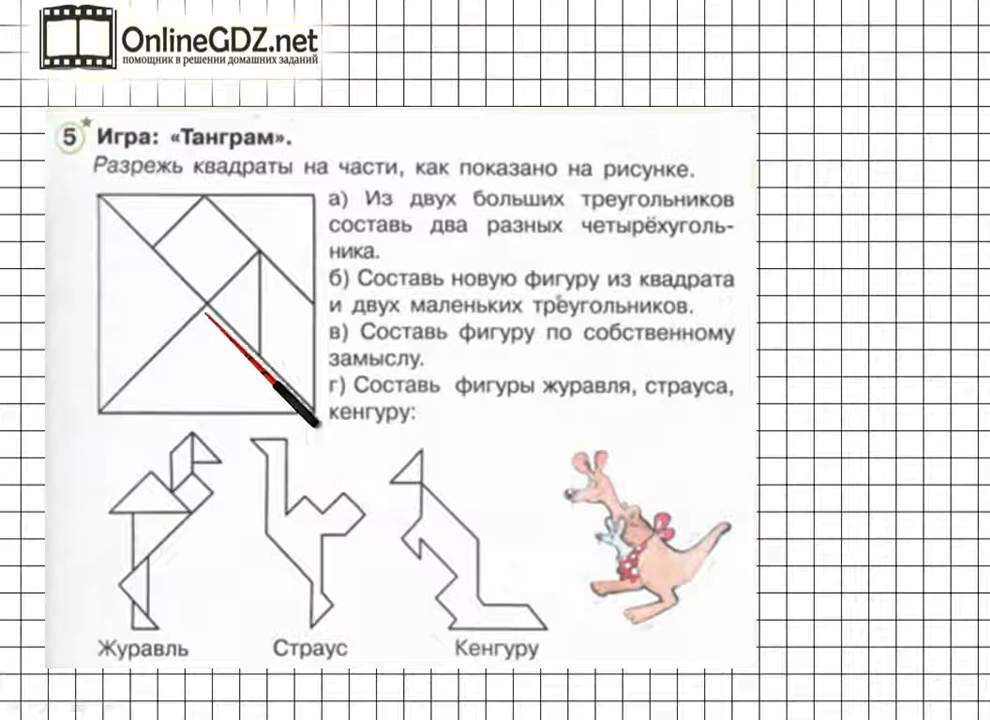 OnlineGDZ.net
помощник в решении домашних заданий
5* Игра: «Танграм».
Разрежь квадраты на части, как показано на рисунке.
а) Из двух больших треугольников
составь два разных четырёхуголь-
ника.
б) Составь новую фигуру из квадрата
и двух маленьких треугольников.
в) Составь фигуру по собственному
замыслу.
г) Составь фигуры журавля, страуса,
кенгуру:
Журавль Страус Кенгуру